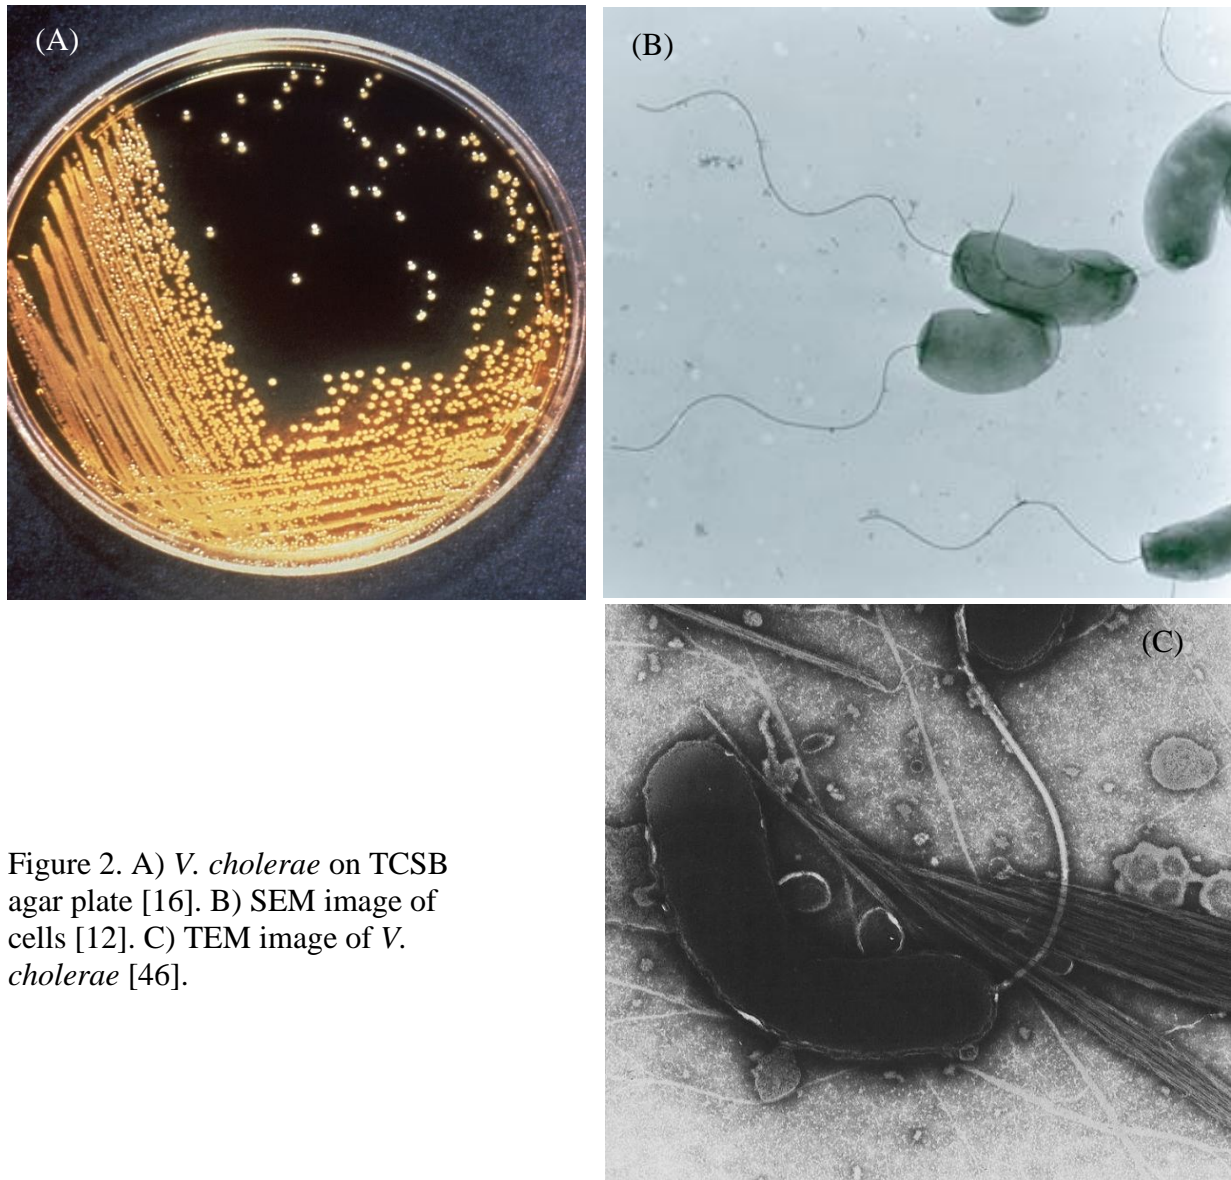 (A)
(B)
(C)
Figure 2. A) V. cholerae on TCSB
agar plate [16]. B) SEM image of
cells [12]. C) TEM image of V.
cholerae [46].